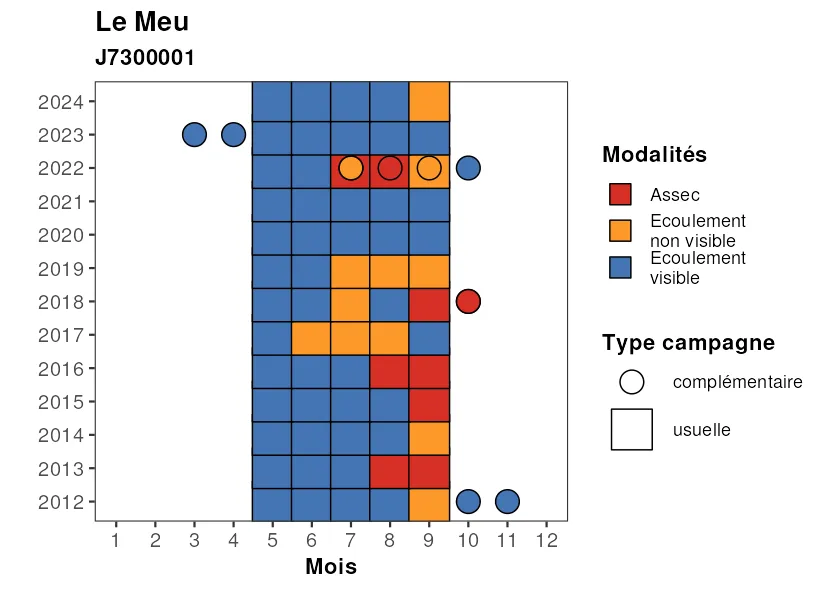 Le Meu
J7300001
2024
2023
2022
2021
2020
2019
2018
2017
2016
2015
2014
2013
2012
1 2 3 4 5 6 7 8 9 10 11 12
Mois
Modalités
Assec
Ecoulement
non visible
Ecoulement
visible
Type campagne
complémentaire
usuelle